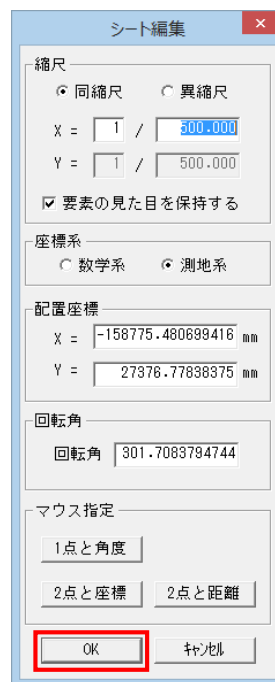 シート編集 ×
縮尺
同縮尺 異縮尺
X = 1 / 500.000
Y = 1 / 500.000
要素の見た目を保持する
座標系
数学系 測地系
配置座標
X = -158775.480699416 mm
Y = 27376.77838375 mm
回転角
回転角 301.7083794744
マウス指定
1点と角度
2点と座標 2点と距離
OK ｷｬﾝｾﾙ